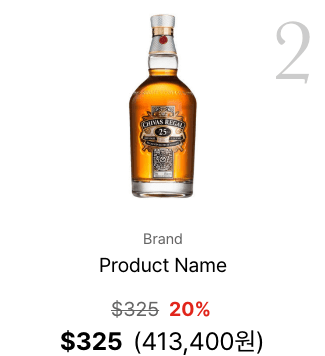 2
CHIVAS REGAL
25
Brand
Product Name
$325 20%
$325 (413,400원)